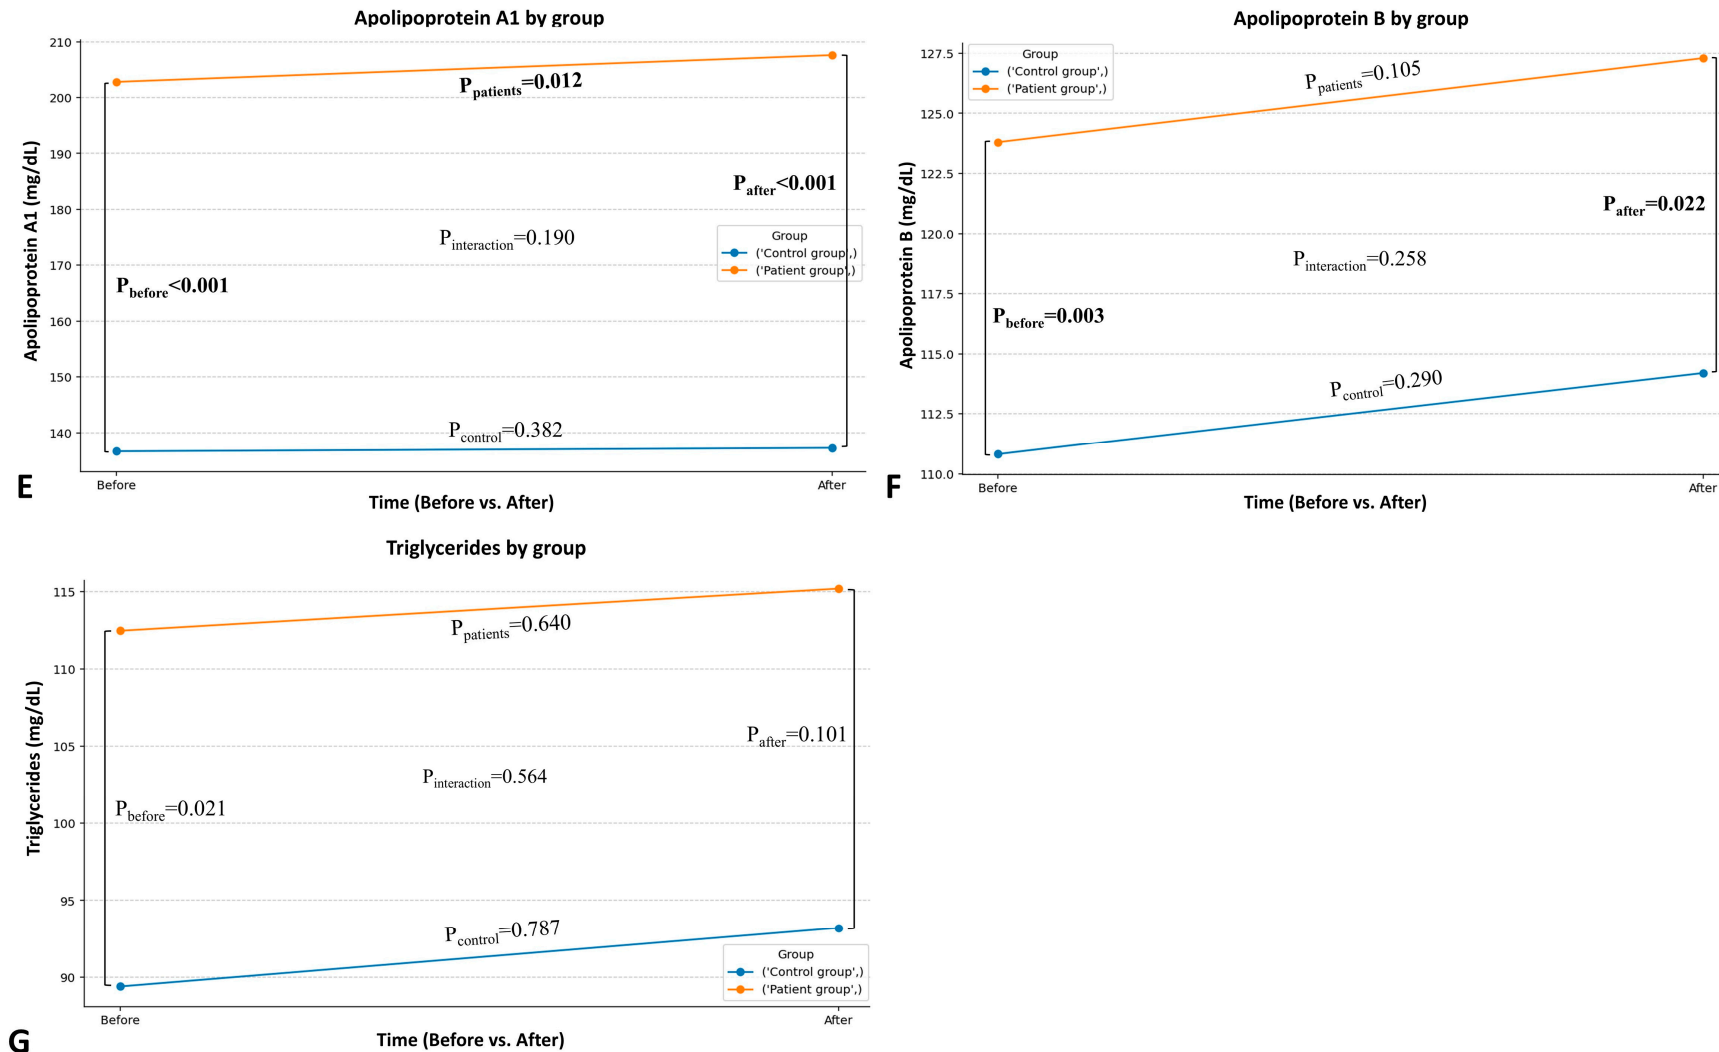 Apolipoprotein A1 by group
210
200
190
180
170
160
150
140
Apolipoprotein A1 (mg/dL)
Ppatients=0.012
Pafter<0.001
Pinteraction=0.190
Group
('Control group',)
('Patient group',)
Pbefore<0.001
Pcontrol=0.382
Before
After
Time (Before vs. After)
E
Apolipoprotein B by group
127.5
125.0
122.5
120.0
117.5
115.0
112.5
110.0
Apolipoprotein B (mg/dL)
Group
('Control group',)
('Patient group',)
Ppatients=0.105
Pafter=0.022
Pinteraction=0.258
Pbefore=0.003
Pcontrol=0.290
Before
After
Time (Before vs. After)
F
Triglycerides by group
115
110
105
100
95
90
Triglycerides (mg/dL)
Ppatients=0.640
Pafter=0.101
Pinteraction=0.564
Pbefore=0.021
Pcontrol=0.787
Group
('Control group',)
('Patient group',)
Before
After
Time (Before vs. After)
G